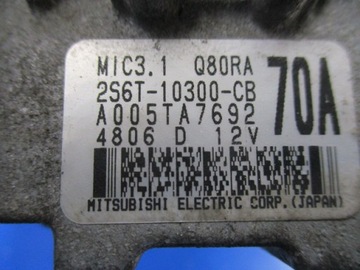 MIC3.1 Q80RA
2S6T-10300-CB 70A
A005TA7692
4806 D 12V
MITSUBISHI ELECTRIC CORP.(JAPAN)